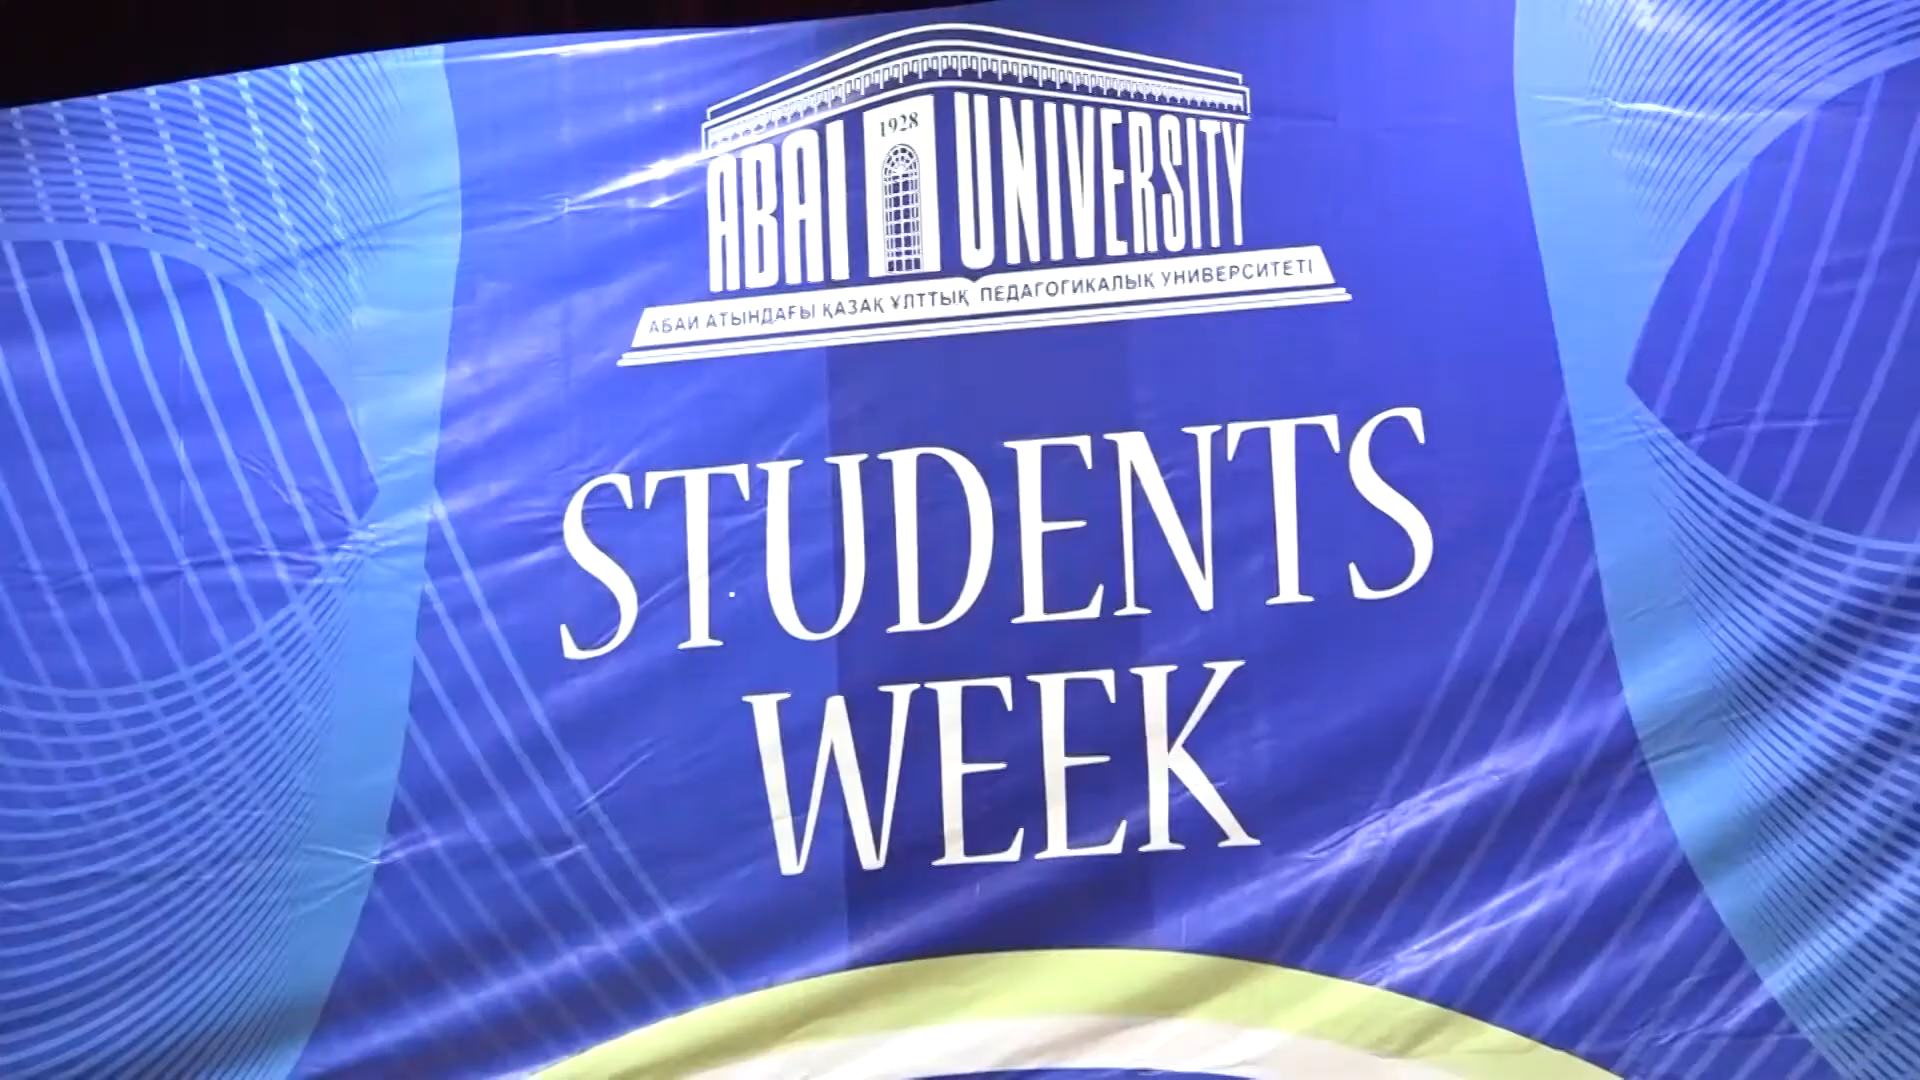 ABAI 1928 UNIVERSITY
АБАЙ АТЫНДАҒЫ ҚАЗАҚ ҰЛТТЫҚ ПЕДАГОГИКАЛЫҚ УНИВЕРСИТЕТІ
STUDENTS
WEEK